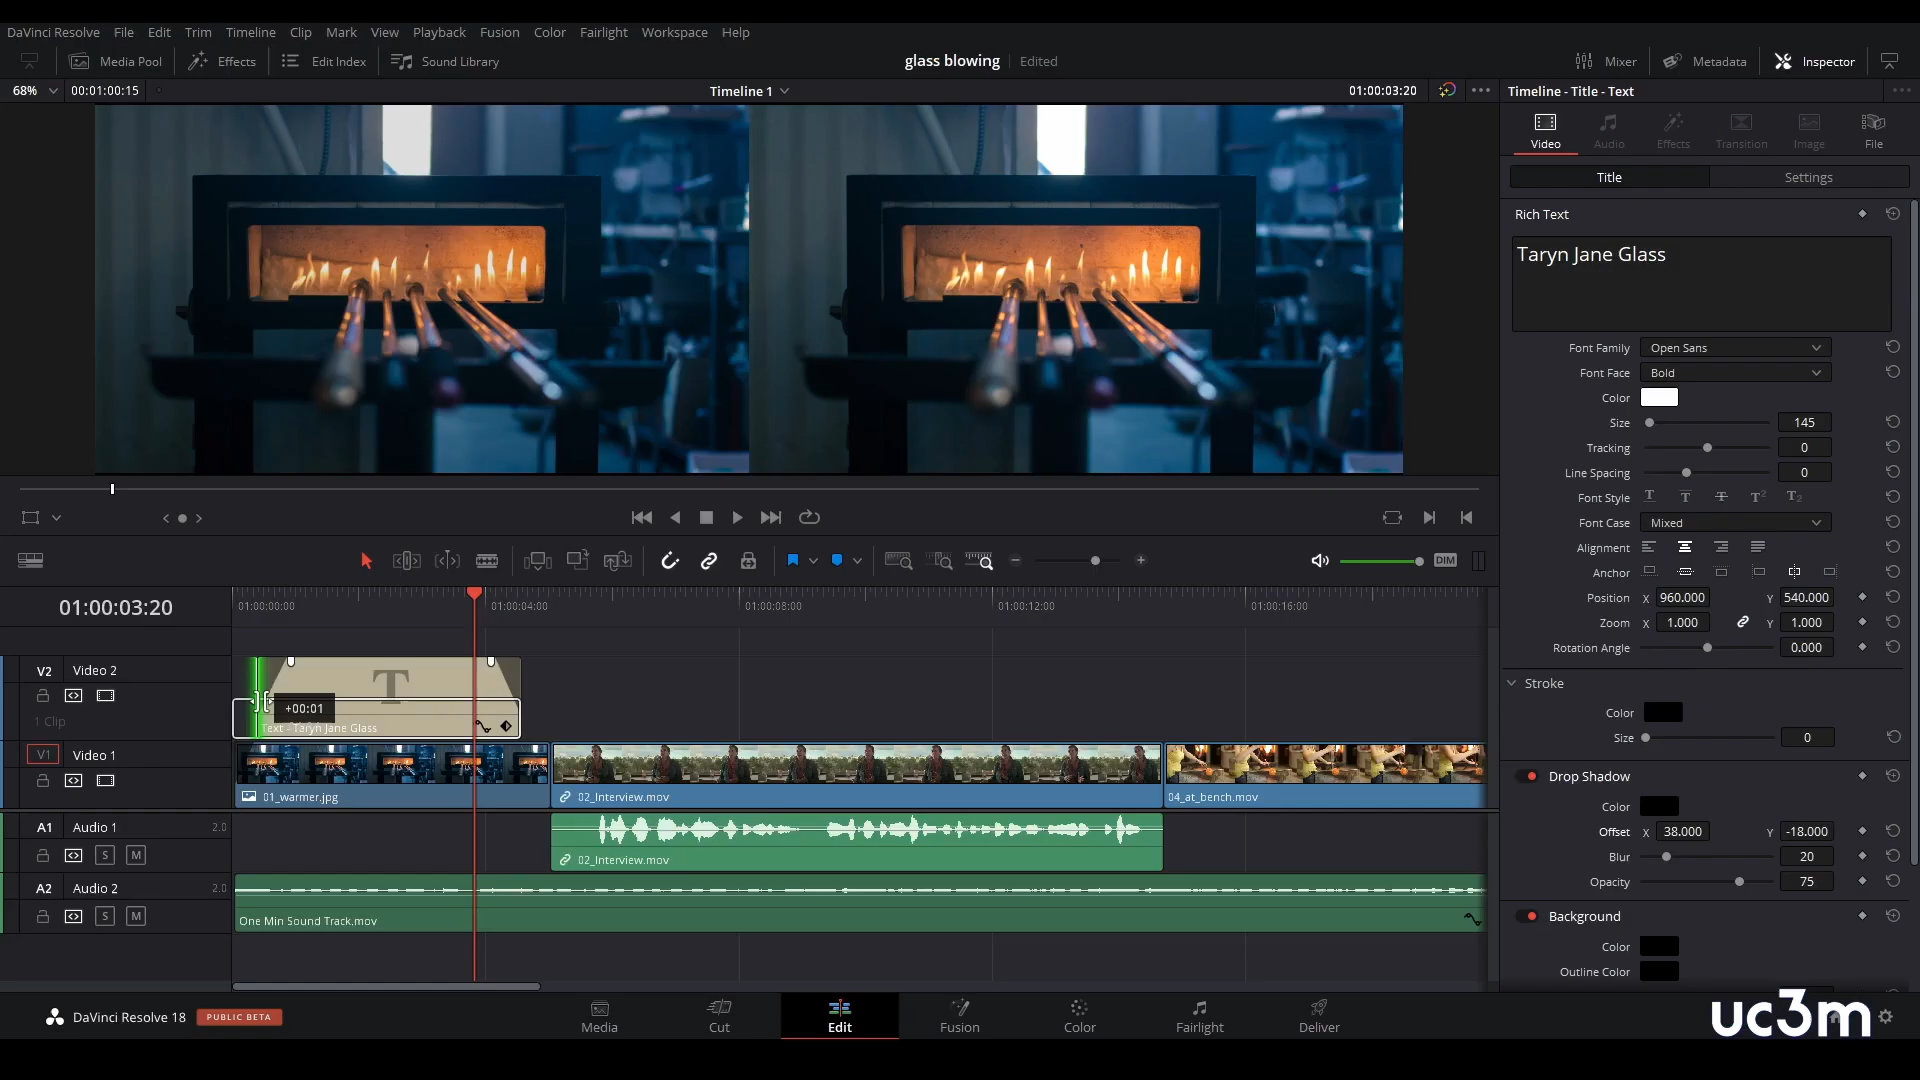 DaVinci Resolve File Edit Trim Timeline Clip Mark View Playback Fusion Color Fairlight Workspace Help
Media Pool Effects Edit Index Sound Library glass blowing Edited Mixer Metadata Inspector
68% 00:01:00:15 Timeline 1 01:00:03:20 Timeline - Title - Text
Video Audio Effects Transition Image File
Title Settings
Rich Text
Taryn Jane Glass
Font Family Open Sans
Font Face Bold
Color
Size 145
Tracking 0
Line Spacing 0
Font Style T T T T2 T2
Font Case Mixed
Alignment
Anchor
Position X 960.000 Y 540.000
Zoom X 1.000 Y 1.000
Rotation Angle 0.000
Stroke
Color
Size 0
Drop Shadow
Color
Offset X 38.000 Y -18.000
Blur 20
Opacity 75
Background
Color
Outline Color
DIM
01:00:03:20 01:00:00:00 01:00:04:00 01:00:08:00 01:00:12:00 01:00:16:00
V2 Video 2
1 Clip
T
+00:01
Text - Taryn Jane Glass
V1 Video 1
01_warmer.jpg 02_Interview.mov 04_at_bench.mov
A1 Audio 1 2.0
S M
02_Interview.mov
A2 Audio 2 2.0
S M
One Min Sound Track.mov
DaVinci Resolve 18 PUBLIC BETA
Media Cut Edit Fusion Color Fairlight Deliver
uc3m